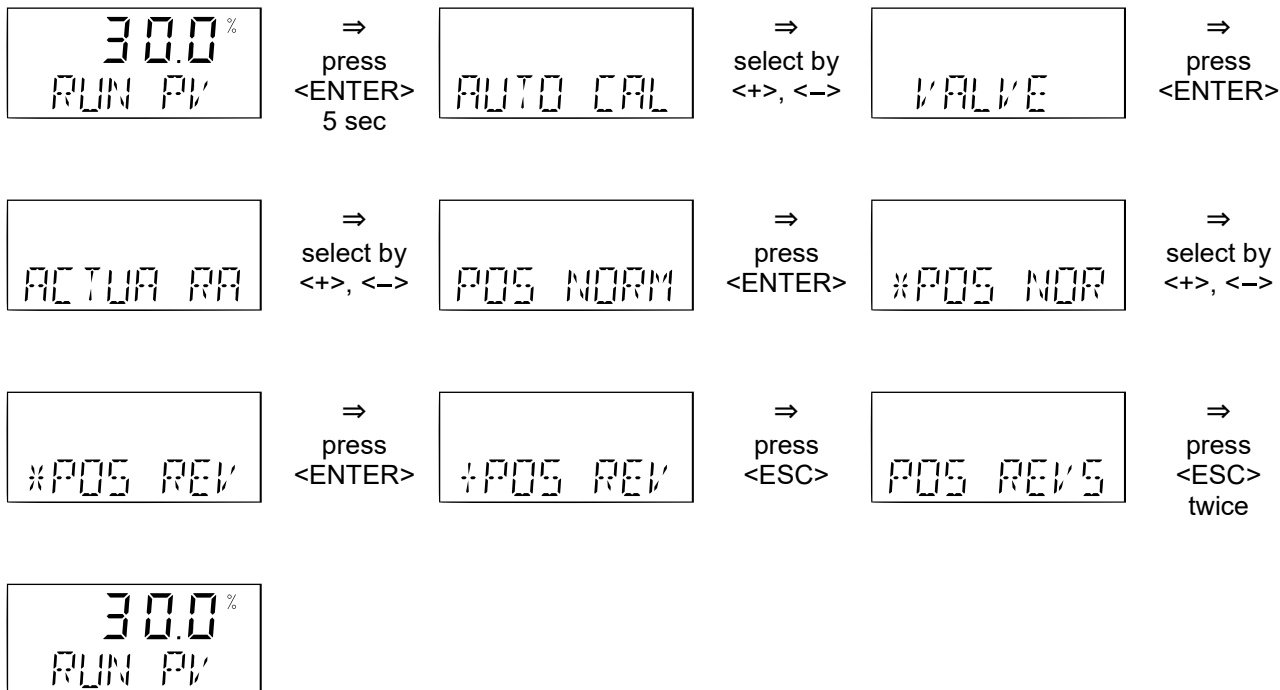 30.0%
RUN PV
⇒
press
<ENTER>
5 sec
AUTO CAL
⇒
select by
<+>, <–>
VALVE
⇒
press
<ENTER>
ACTUA RA
⇒
select by
<+>, <–>
POS NORM
⇒
press
<ENTER>
*POS NOR
⇒
select by
<+>, <–>
*POS REV
⇒
press
<ENTER>
+POS REV
⇒
press
<ESC>
POS REVS
⇒
press
<ESC>
twice
30.0%
RUN PV